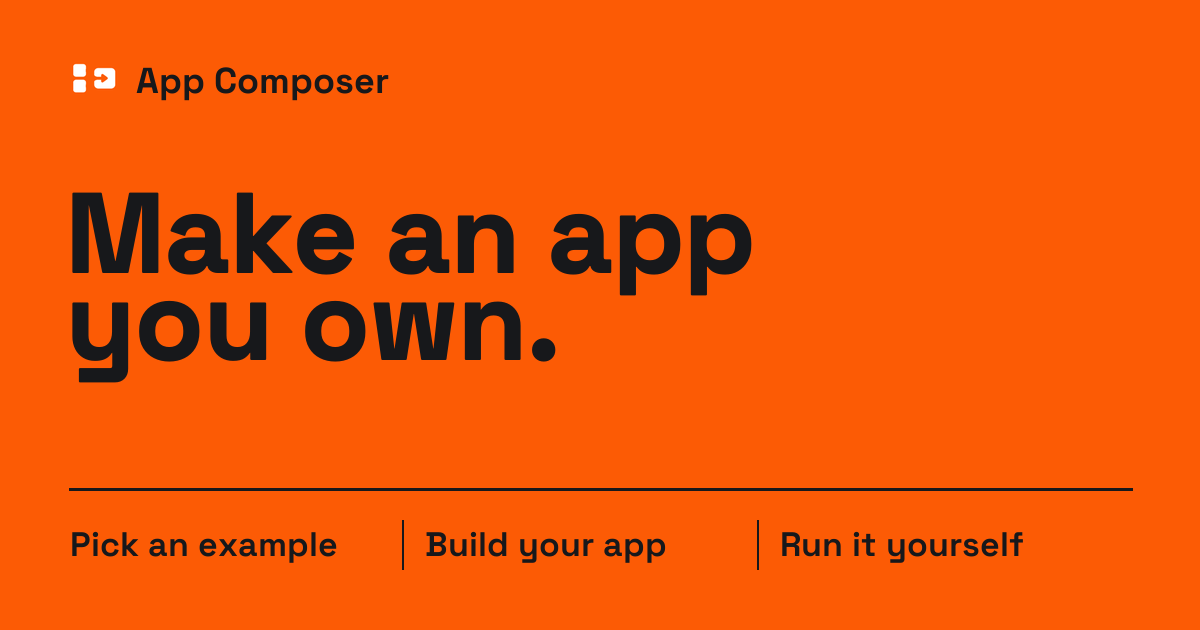 App Composer
Make an app
you own.
Pick an example
Build your app
Run it yourself